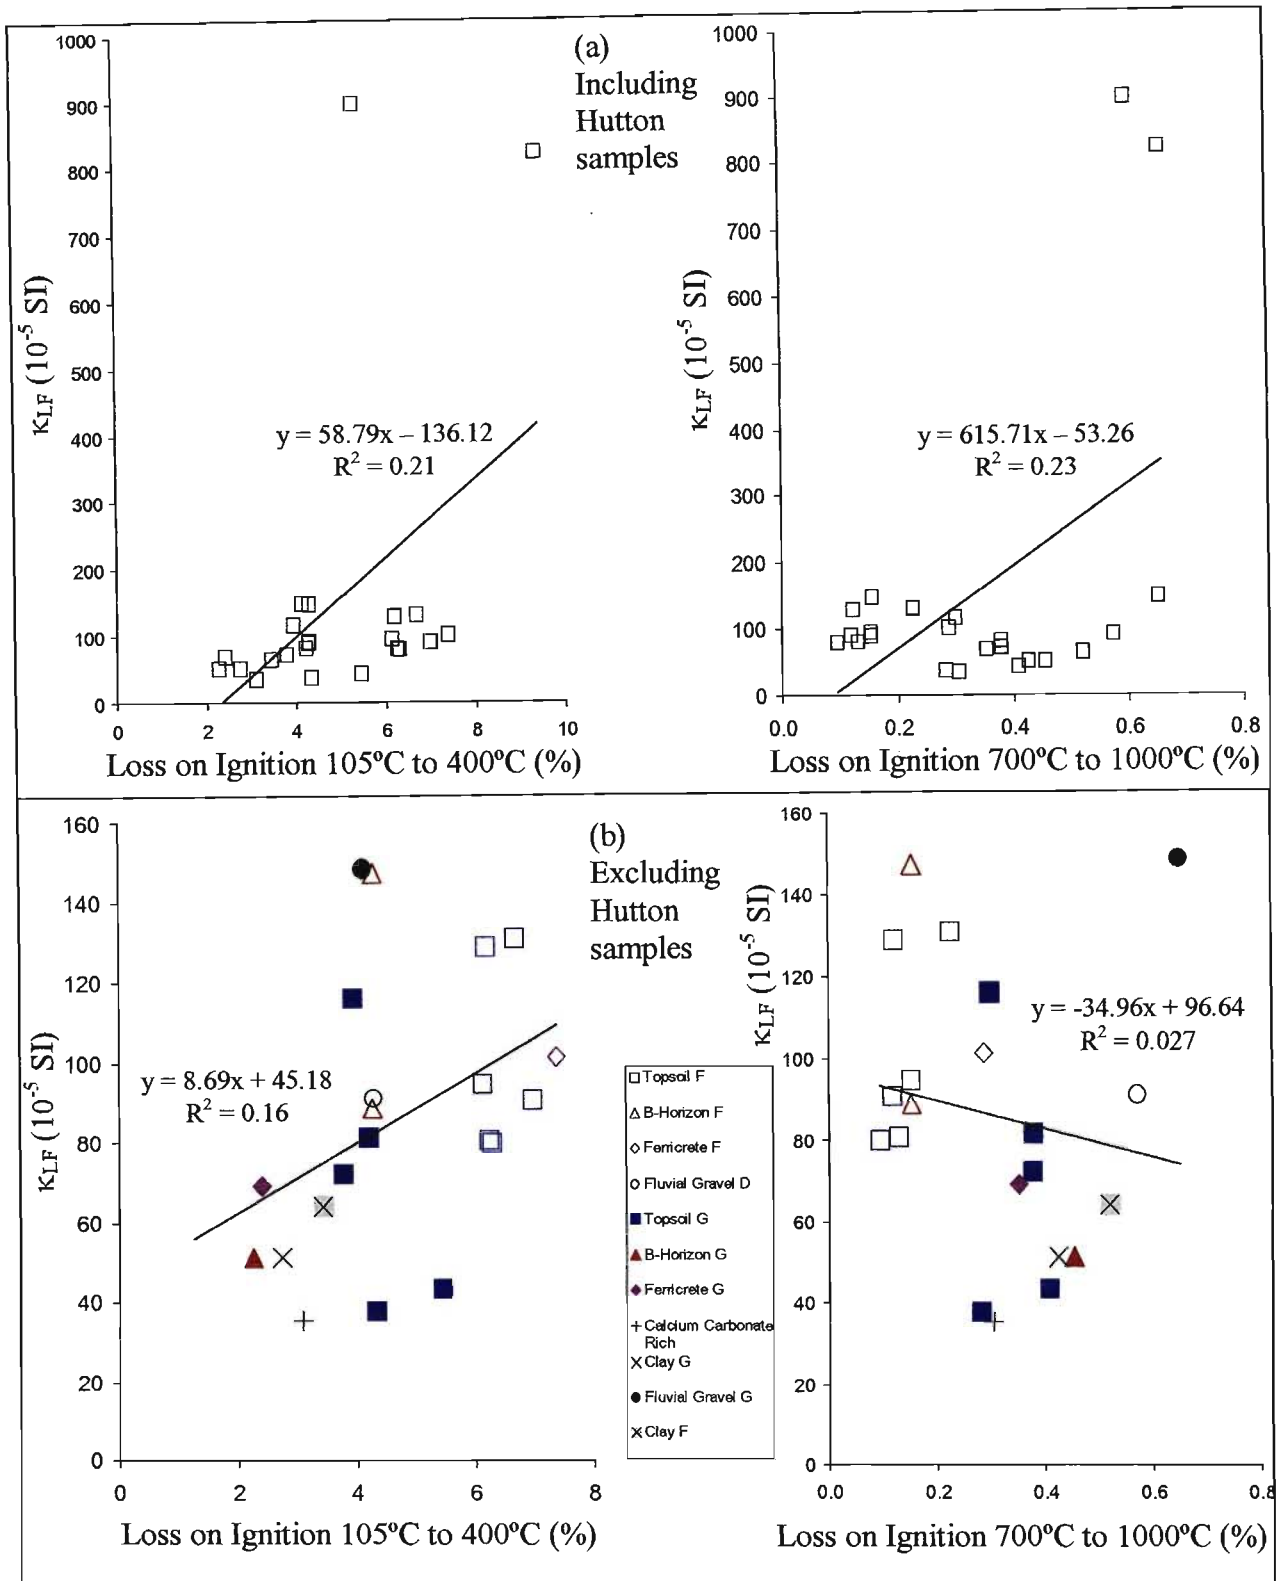 (a)
Including
Hutton
samples
1000
900
800
700
600
500
400
300
200
100
0
κLF (10-5 SI)
y = 58.79x – 136.12
R2 = 0.21
0 2 4 6 8 10
Loss on Ignition 105ºC to 400ºC (%)
1000
900
800
700
600
500
400
300
200
100
0
κLF (10-5 SI)
y = 615.71x – 53.26
R2 = 0.23
0.0 0.2 0.4 0.6 0.8
Loss on Ignition 700ºC to 1000ºC (%)
(b)
Excluding
Hutton
samples
160
140
120
100
80
60
40
20
0
κLF (10-5 SI)
y = 8.69x + 45.18
R2 = 0.16
0 2 4 6 8
Loss on Ignition 105ºC to 400ºC (%)
Topsoil F
B-Horizon F
Ferricrete F
Fluvial Gravel D
Topsoil G
B-Horizon G
Ferricrete G
Calcium Carbonate
Rich
Clay G
Fluvial Gravel G
Clay F
160
140
120
100
80
60
40
20
0
κLF (10-5 SI)
y = -34.96x + 96.64
R2 = 0.027
0.0 0.2 0.4 0.6 0.8
Loss on Ignition 700ºC to 1000ºC (%)